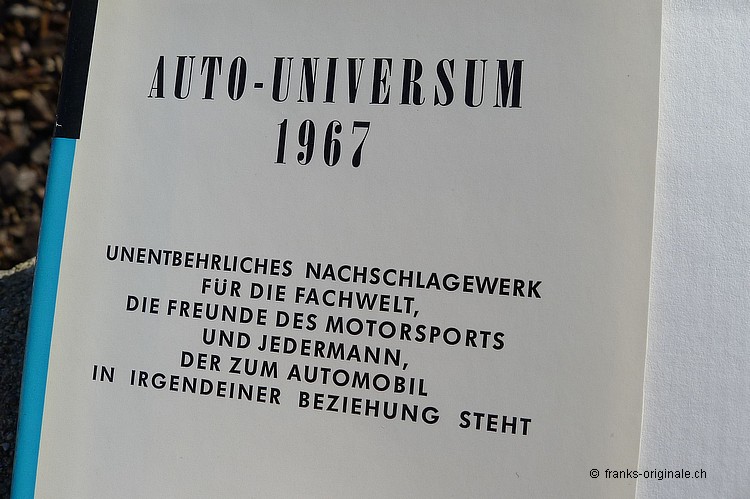 AUTO-UNIVERSUM
1967
UNENTBEHRLICHES NACHSCHLAGEWERK
FÜR DIE FACHWELT,
DIE FREUNDE DES MOTORSPORTS
UND JEDERMANN,
DER ZUM AUTOMOBIL
IN IRGENDEINER BEZIEHUNG STEHT
© franks-originale.ch